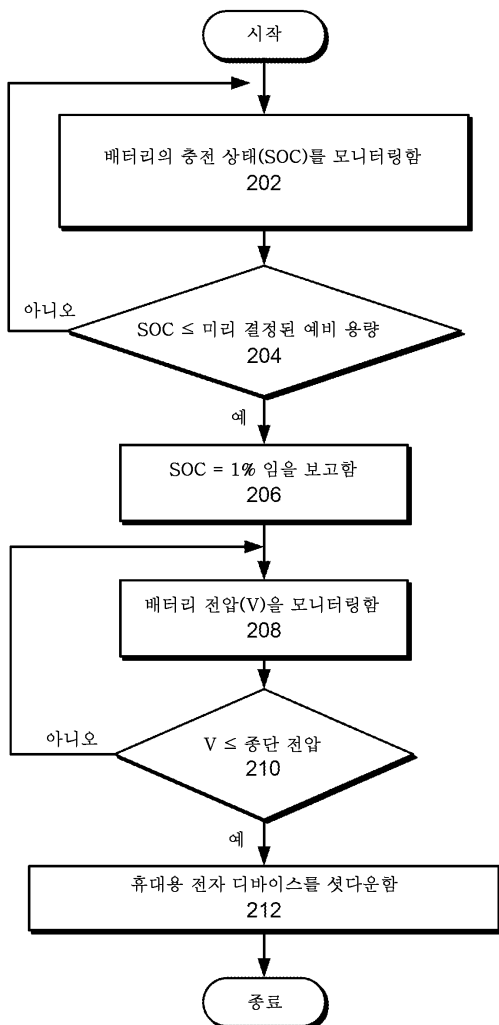 시작
배터리의 충전 상태(SOC)를 모니터링함
202
아니오
SOC ≤ 미리 결정된 예비 용량
204
예
SOC = 1% 임을 보고함
206
배터리 전압(V)을 모니터링함
208
아니오
V ≤ 종단 전압
210
예
휴대용 전자 디바이스를 셧다운함
212
종료